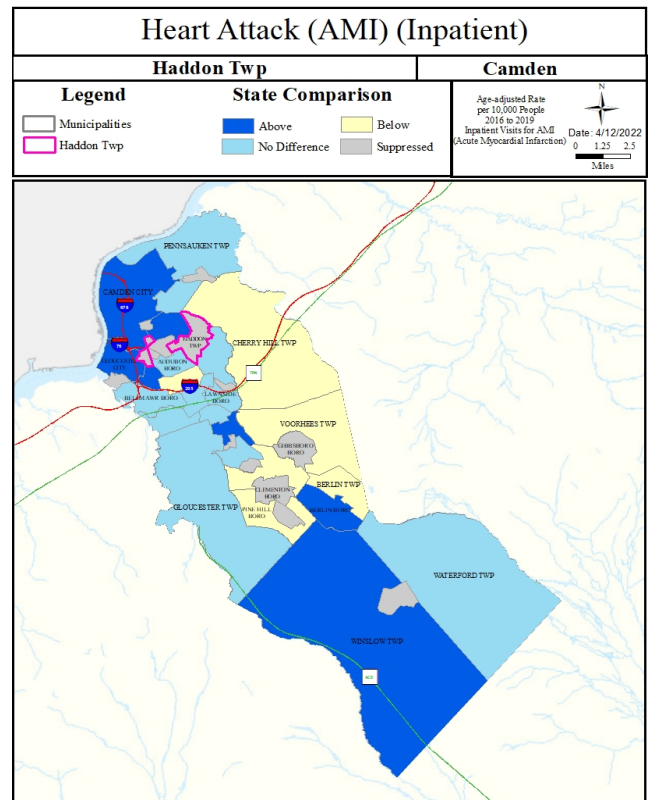 Heart Attack (AMI) (Inpatient)
Haddon Twp
Camden
Legend
Municipalities
Haddon Twp
State Comparison
Above
Below
No Difference
Suppressed
Age-adjusted Rate
per 10,000 People
2016 to 2019
Inpatient Visits for AMI
(Acute Myocardial Infarction)
N
Date: 4/12/2022
0 1.25 2.5
Miles
PENNSAUKEN TWP
CAMDEN CITY
676
76
HADDON
TWP
CHERRY HILL TWP
GLOUCESTER
CITY
AUDUBON
BORO
295
BELLMAWR BORO
LAWNSIDE
BORO
VOORHEES TWP
GIBBSBORO
BORO
BERLIN TWP
CLEMENTON
BORO
GLOUCESTER TWP
PINE HILL
BORO
BERLIN BORO
WATERFORD TWP
WINSLOW TWP